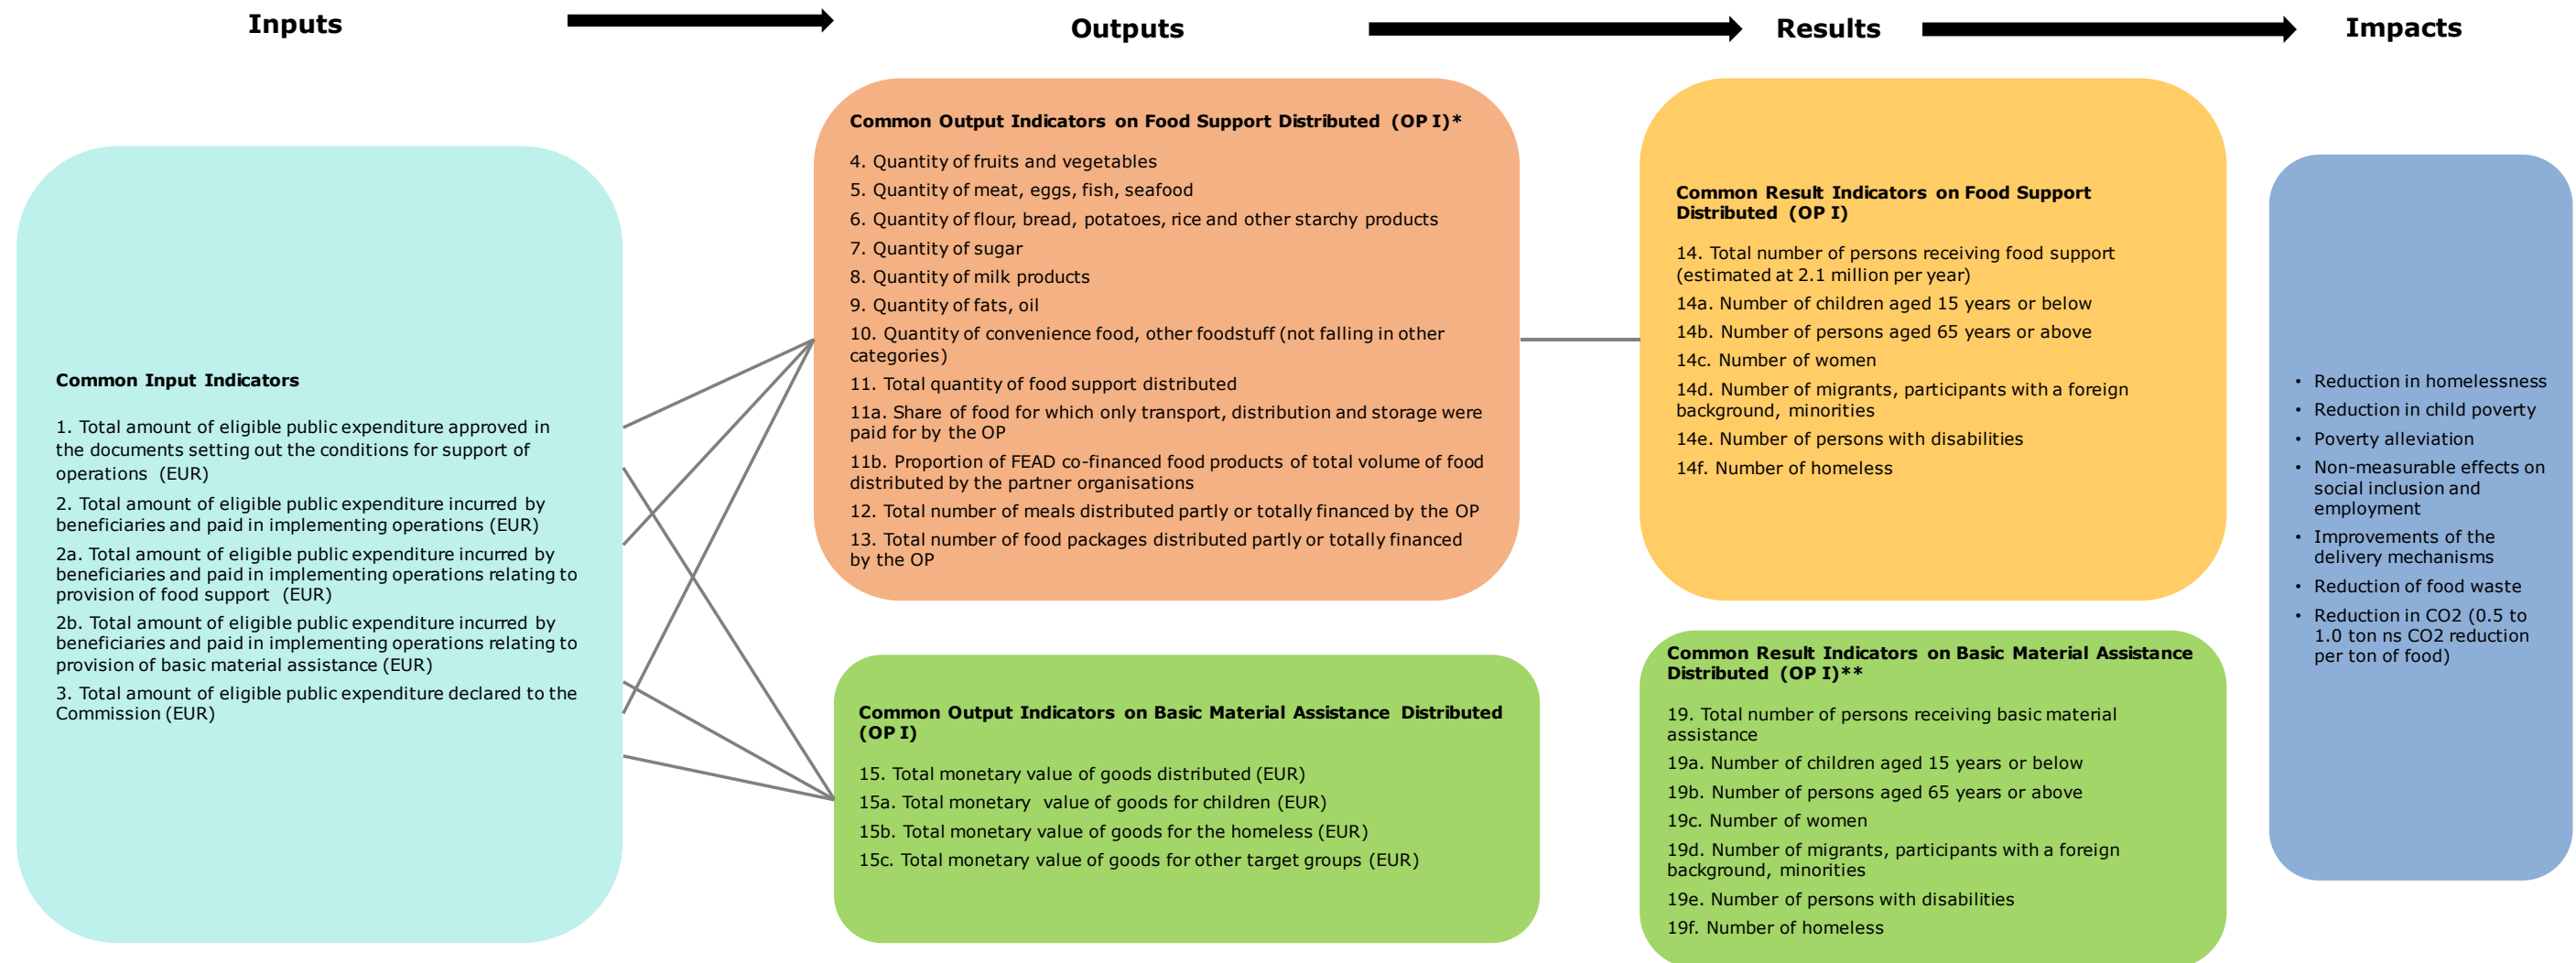 Inputs
Outputs
Results
Impacts
Common Input Indicators
1. Total amount of eligible public expenditure approved in
the documents setting out the conditions for support of
operations (EUR)
2. Total amount of eligible public expenditure incurred by
beneficiaries and paid in implementing operations (EUR)
2a. Total amount of eligible public expenditure incurred by
beneficiaries and paid in implementing operations relating to
provision of food support (EUR)
2b. Total amount of eligible public expenditure incurred by
beneficiaries and paid in implementing operations relating to
provision of basic material assistance (EUR)
3. Total amount of eligible public expenditure declared to the
Commission (EUR)
Common Output Indicators on Food Support Distributed (OP I)*
4. Quantity of fruits and vegetables
5. Quantity of meat, eggs, fish, seafood
6. Quantity of flour, bread, potatoes, rice and other starchy products
7. Quantity of sugar
8. Quantity of milk products
9. Quantity of fats, oil
10. Quantity of convenience food, other foodstuff (not falling in other
categories)
11. Total quantity of food support distributed
11a. Share of food for which only transport, distribution and storage were
paid for by the OP
11b. Proportion of FEAD co-financed food products of total volume of food
distributed by the partner organisations
12. Total number of meals distributed partly or totally financed by the OP
13. Total number of food packages distributed partly or totally financed
by the OP
Common Output Indicators on Basic Material Assistance Distributed
(OP I)
15. Total monetary value of goods distributed (EUR)
15a. Total monetary value of goods for children (EUR)
15b. Total monetary value of goods for the homeless (EUR)
15c. Total monetary value of goods for other target groups (EUR)
Common Result Indicators on Food Support
Distributed (OP I)
14. Total number of persons receiving food support
(estimated at 2.1 million per year)
14a. Number of children aged 15 years or below
14b. Number of persons aged 65 years or above
14c. Number of women
14d. Number of migrants, participants with a foreign
background, minorities
14e. Number of persons with disabilities
14f. Number of homeless
Common Result Indicators on Basic Material Assistance
Distributed (OP I)**
19. Total number of persons receiving basic material
assistance
19a. Number of children aged 15 years or below
19b. Number of persons aged 65 years or above
19c. Number of women
19d. Number of migrants, participants with a foreign
background, minorities
19e. Number of persons with disabilities
19f. Number of homeless
• Reduction in homelessness
• Reduction in child poverty
• Poverty alleviation
• Non-measurable effects on
social inclusion and
employment
• Improvements of the
delivery mechanisms
• Reduction of food waste
• Reduction in CO2 (0.5 to
1.0 ton ns CO2 reduction
per ton of food)